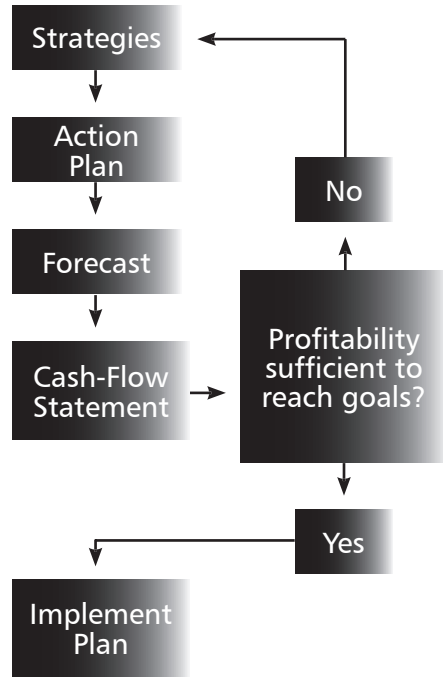 Strategies
Action
Plan
Forecast
Cash-Flow
Statement
Profitability
sufficient to
reach goals?
No
Yes
Implement
Plan